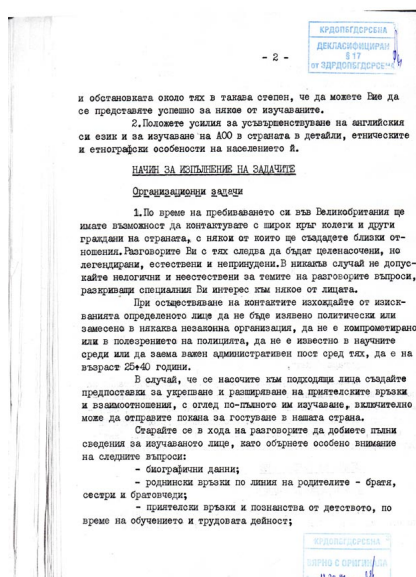 КРДОПБГДСРСБНА
ДЕКЛАСИФИЦИРАН
§ 17
от ЗДРДОПБГДСРСБНА
- 2 -
и обстановката около тях в такава степен, че да можете Вие да
се представяте успешно за някое от изучаваните.
2.Положете усилия за усъвършенствуване на английския
си език и за изучаване на АОО в страната в детайли, етническите
и етнографски особености на населението й.
НАЧИН ЗА ИЗПЪЛНЕНИЕ НА ЗАДАЧИТЕ
Организационни задачи
1.По време на пребиваването си във Великобритания ще
имате възможност да контактувате с широк кръг колеги и други
граждани на страната, с някои от които ще създадете близки от-
ношения.Разговорите Ви с тях следва да бъдат целенасочени, но
легендирани, естествени и непринудени.В никакъв случай не допус-
кайте нелогични и неестествени за темите на разговорите въпроси,
разкриващи специалния Ви интерес към някое от лицата.
При осъществяване на контактите изхождайте от изиск-
ванията определеното лице да не бъде изявено политически или
замесено в някаква незаконна организация, да не е компрометирано
или в полезрението на полицията, да не е известно в научните
среди или да заема важен административен пост сред тях, да е на
възраст 25+40 години.
В случай, че се насочите към подходящи лица създайте
предпоставки за укрепване и разширяване на приятелските връзки
и взаимоотношения, с оглед по-пълното им изучаване, включително
може да отправите покана за гостуване в нашата страна.
Старайте се в хода на разговорите да добиете пълни
сведения за изучаваното лице, като обърнете особено внимание
на следните въпроси:
- биографични данни;
- роднински връзки по линия на родителите - братя,
сестри и братовчеди;
- приятелски връзки и познанства от детството, по
време на обучението и трудовата дейност;
КРДОПБГДСРСБНА
ВЯРНО С ОРИГИНАЛА